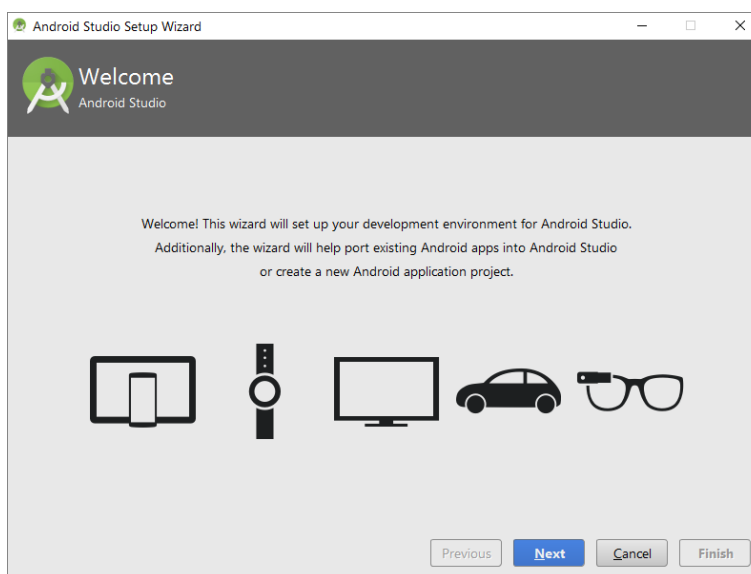 Android Studio Setup Wizard
Welcome
Android Studio
Welcome! This wizard will set up your development environment for Android Studio.
Additionally, the wizard will help port existing Android apps into Android Studio
or create a new Android application project.
Previous Next Cancel Finish